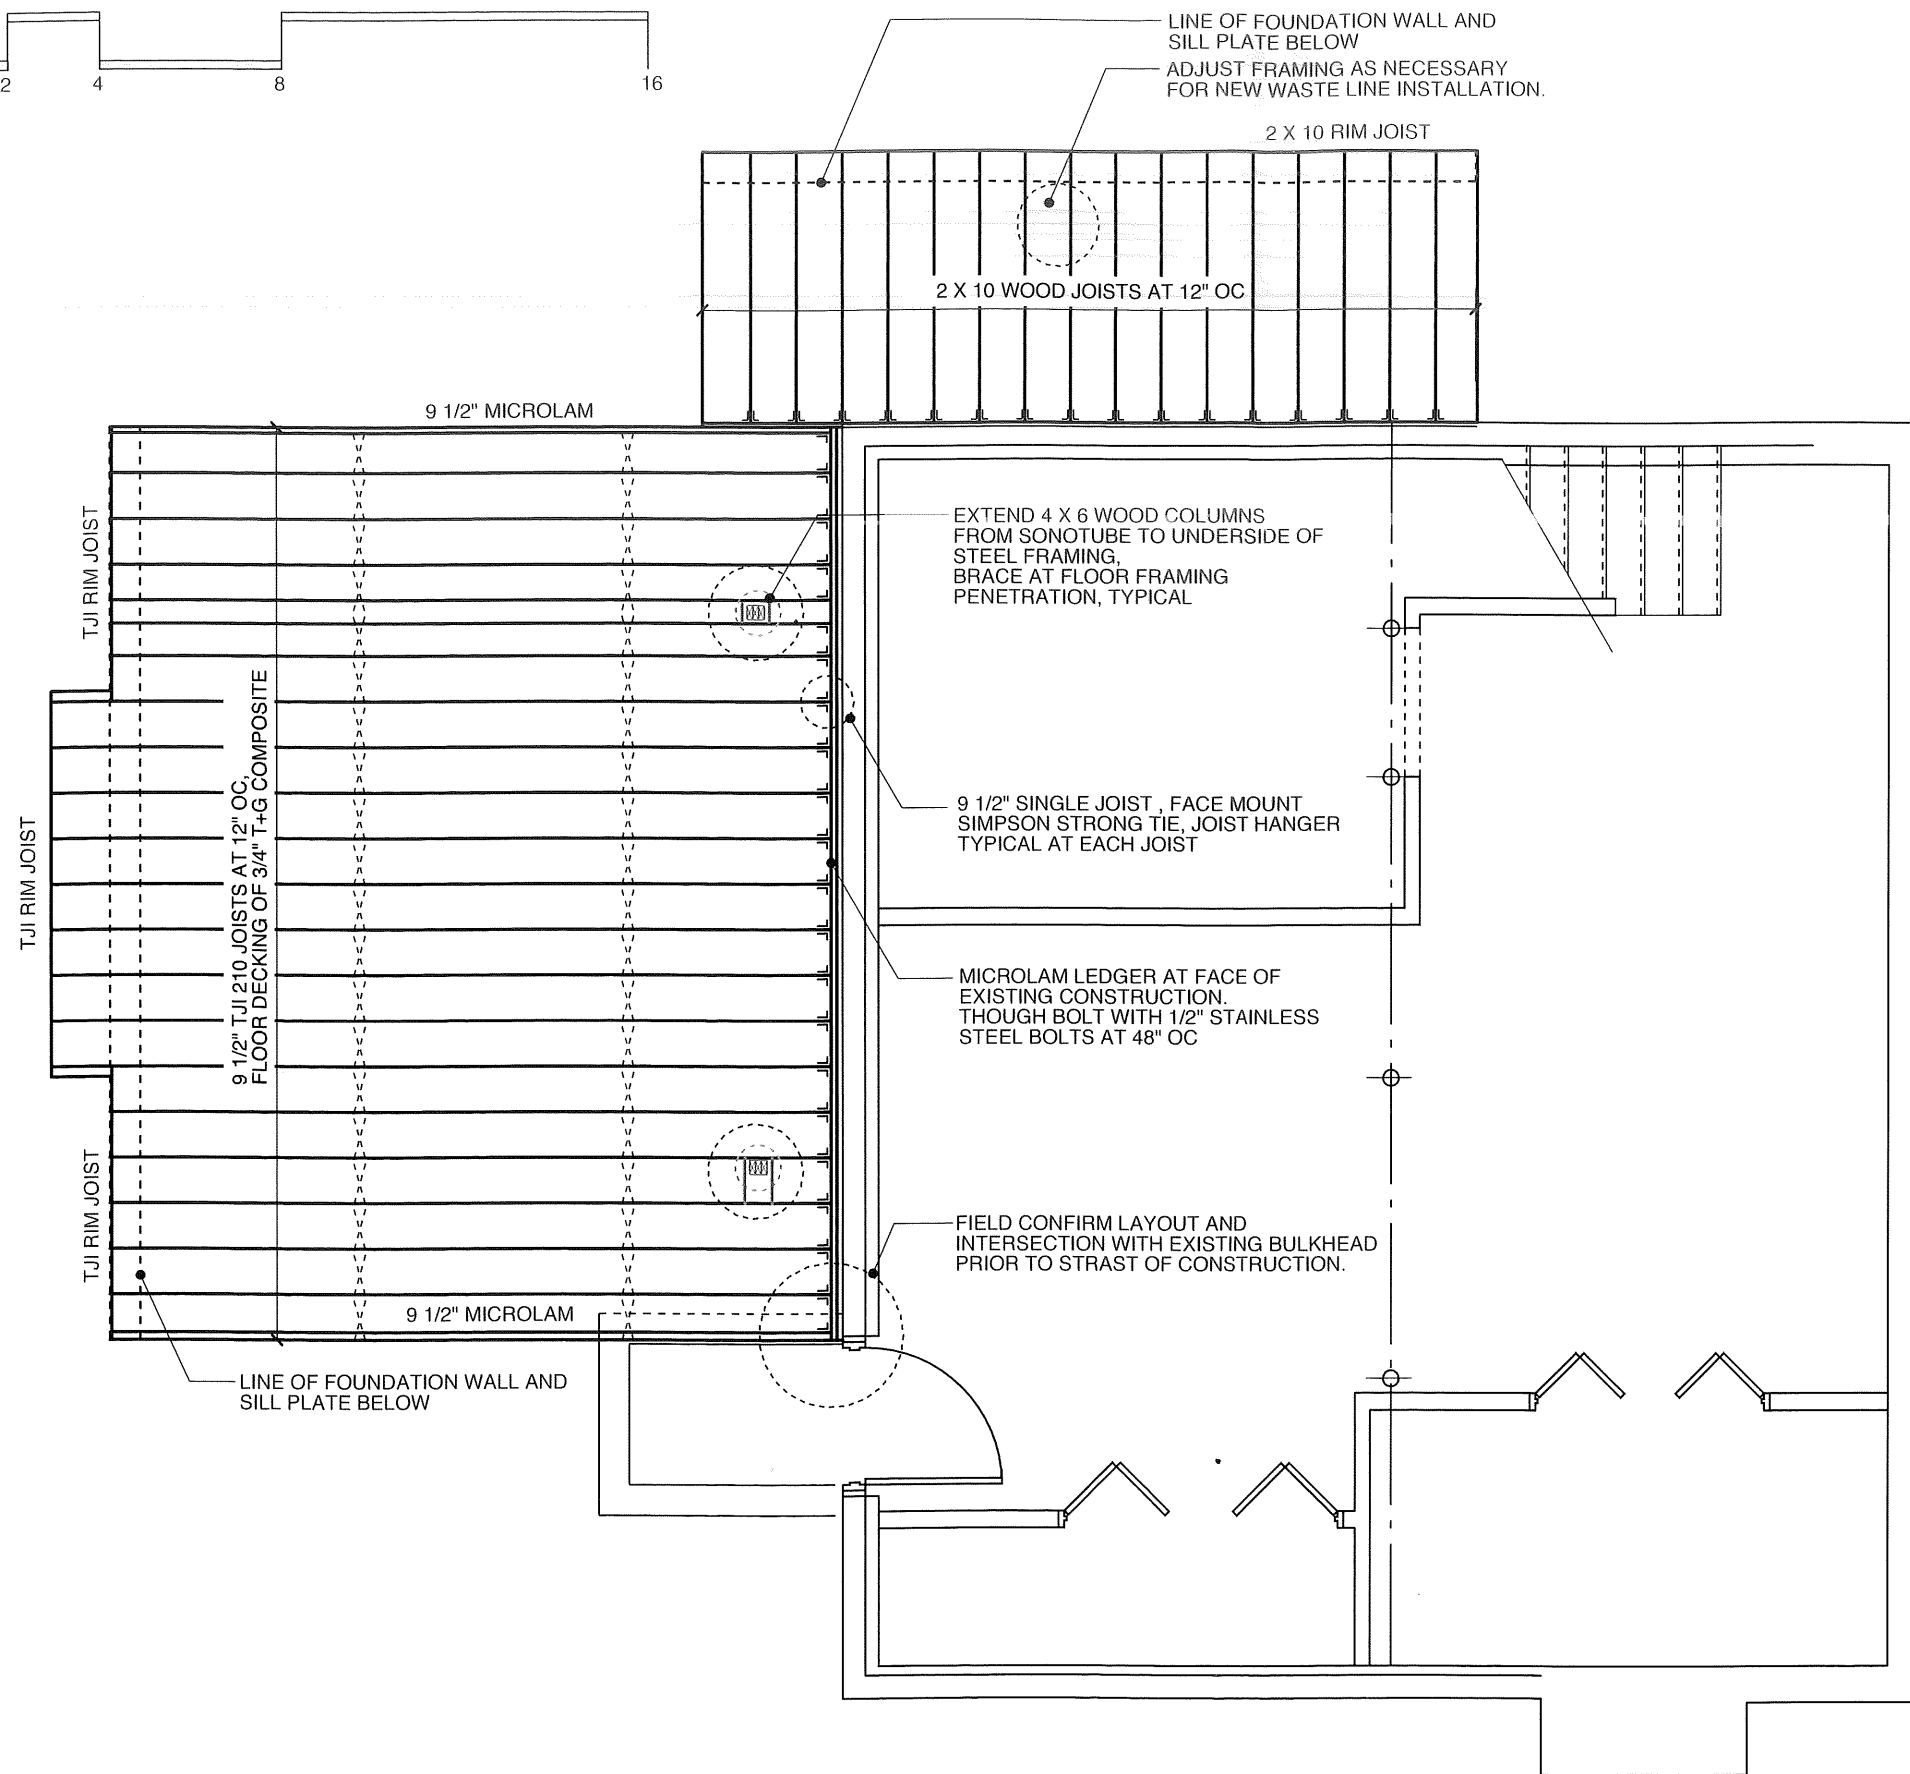 LINE OF FOUNDATION WALL AND
SILL PLATE BELOW
ADJUST FRAMING AS NECESSARY
FOR NEW WASTE LINE INSTALLATION.
2 4 8 16
2 X 10 RIM JOIST
2 X 10 WOOD JOISTS AT 12" OC
9 1/2" MICROLAM
TJI RIM JOIST
EXTEND 4 X 6 WOOD COLUMNS
FROM SONOTUBE TO UNDERSIDE OF
STEEL FRAMING,
BRACE AT FLOOR FRAMING
PENETRATION, TYPICAL
9 1/2" TJI 210 JOISTS AT 12" OC,
FLOOR DECKING OF 3/4" T+G COMPOSITE
TJI RIM JOIST
9 1/2" SINGLE JOIST , FACE MOUNT
SIMPSON STRONG TIE, JOIST HANGER
TYPICAL AT EACH JOIST
MICROLAM LEDGER AT FACE OF
EXISTING CONSTRUCTION.
THOUGH BOLT WITH 1/2" STAINLESS
STEEL BOLTS AT 48" OC
TJI RIM JOIST
FIELD CONFIRM LAYOUT AND
INTERSECTION WITH EXISTING BULKHEAD
PRIOR TO STRAST OF CONSTRUCTION.
9 1/2" MICROLAM
LINE OF FOUNDATION WALL AND
SILL PLATE BELOW